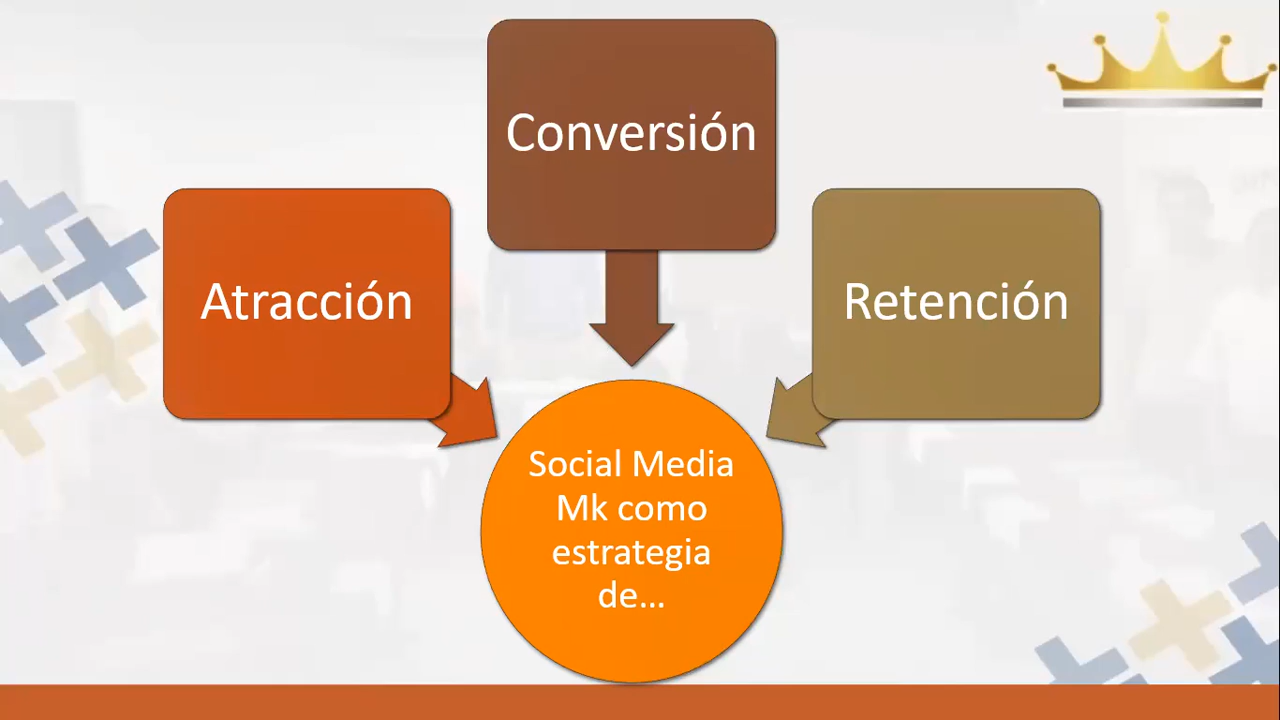 Conversión
Atracción
Retención
Social Media
Mk como
estrategia
de...